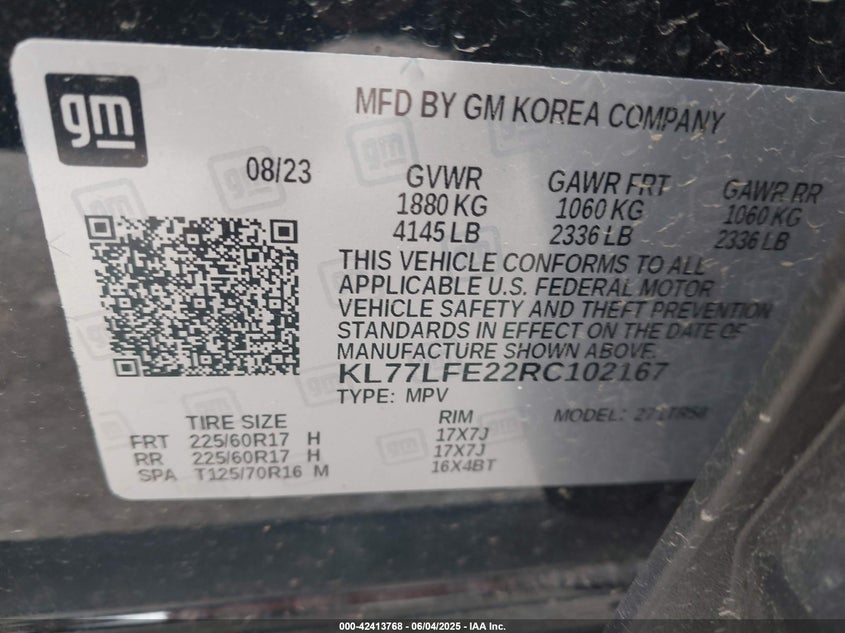 gm
MFD BY GM KOREA COMPANY
08/23 GVWR GAWR FRT GAWR RR
1880 KG 1060 KG 1060 KG
4145 LB 2336 LB 2336 LB
THIS VEHICLE CONFORMS TO ALL
APPLICABLE U.S. FEDERAL MOTOR
VEHICLE SAFETY AND THEFT PREVENTION
STANDARDS IN EFFECT ON THE DATE OF
MANUFACTURE SHOWN ABOVE.
KL77LFE22RC102167
TYPE: MPV
TIRE SIZE RIM MODEL:
FRT 225/60R17 H 17X7J
RR 225/60R17 H 17X7J
SPA T125/70R16 M 16X4BT
000-42413768 - 06/04/2025 - IAA Inc.